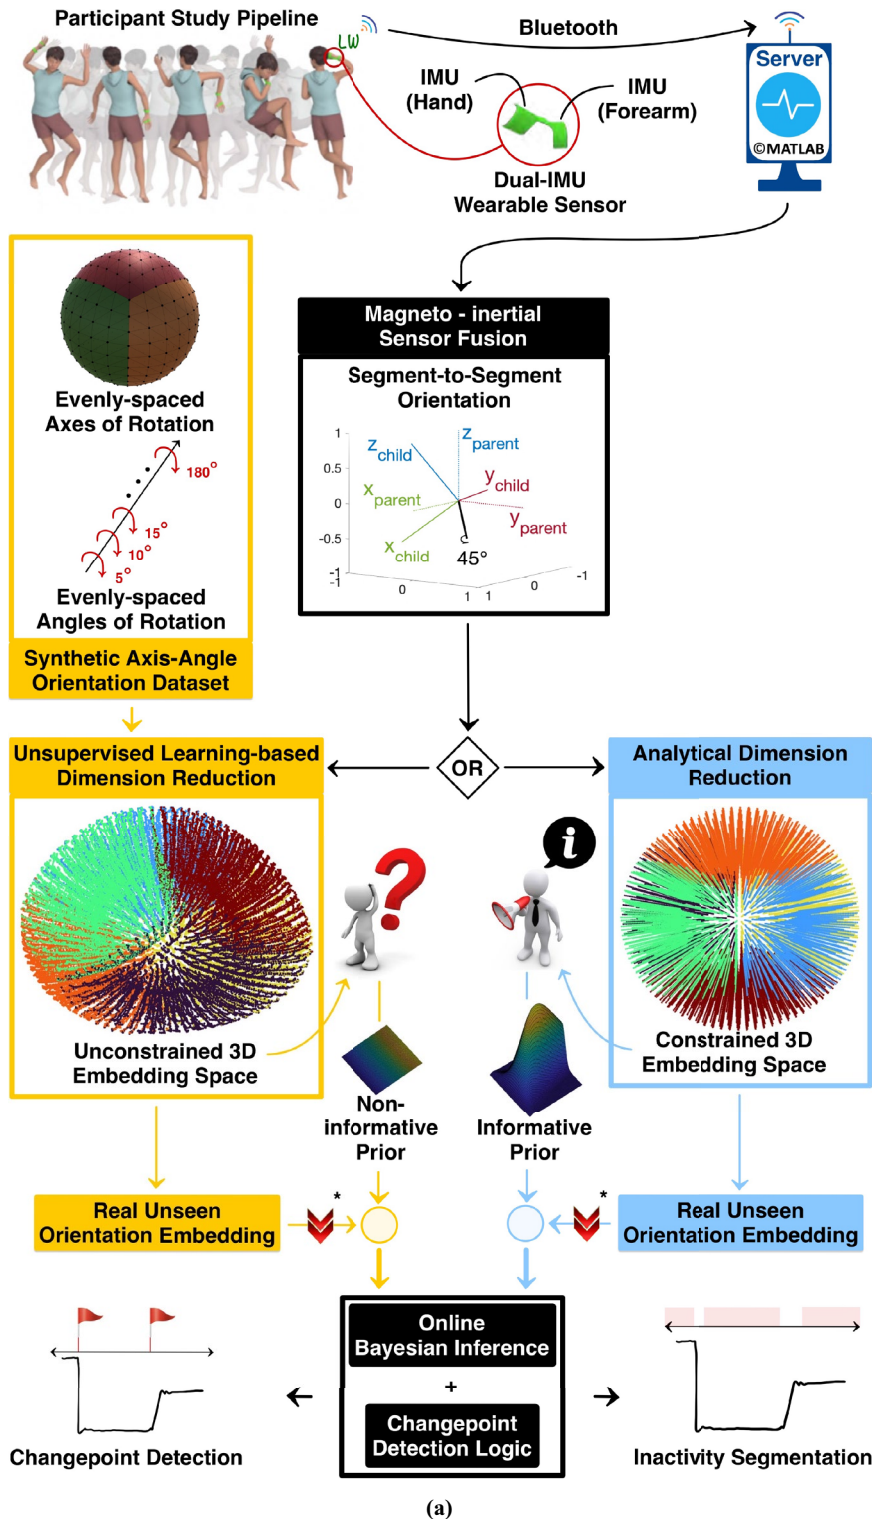 Participant Study Pipeline
LW
Bluetooth
IMU
(Hand)
IMU
(Forearm)
Server
©MATLAB
Dual-IMU
Wearable Sensor
Magneto - inertial
Sensor Fusion
Segment-to-Segment
Orientation
1
0.5
0
-0.5
-1
-1
0
1
1
0
-1
z child
z parent
y child
x parent
y parent
x child
45°
Evenly-spaced
Axes of Rotation
180°
15°
10°
5°
Evenly-spaced
Angles of Rotation
Synthetic Axis-Angle
Orientation Dataset
Unsupervised Learning-based
Dimension Reduction
OR
Analytical Dimension
Reduction
?
i
Unconstrained 3D
Embedding Space
Constrained 3D
Embedding Space
Non-
informative
Prior
Informative
Prior
Real Unseen
Orientation Embedding
*
*
Real Unseen
Orientation Embedding
Online
Bayesian Inference
+
Changepoint
Detection Logic
Changepoint Detection
Inactivity Segmentation
(a)